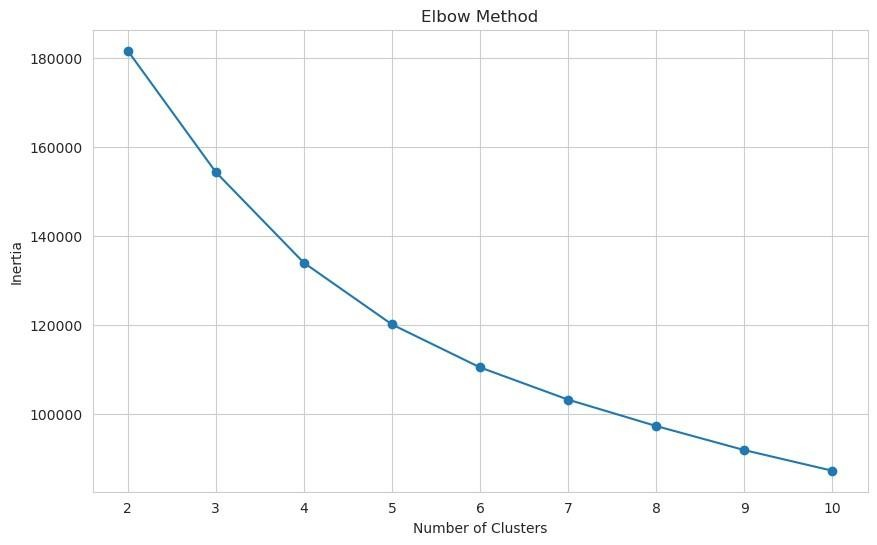 Elbow Method
180000
160000
140000
120000
100000
Inertia
2 3 4 5 6 7 8 9 10
Number of Clusters